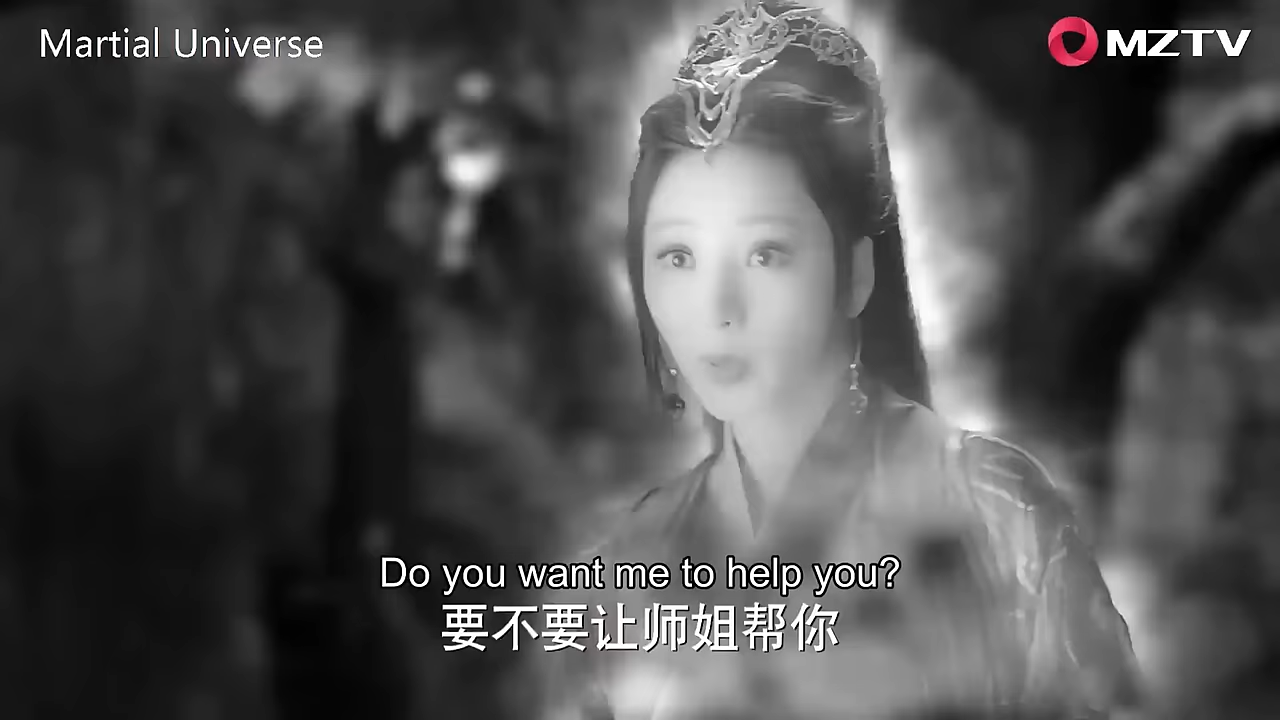 Martial Universe
MZTV
Do you want me to help you?
要不要让师姐帮你